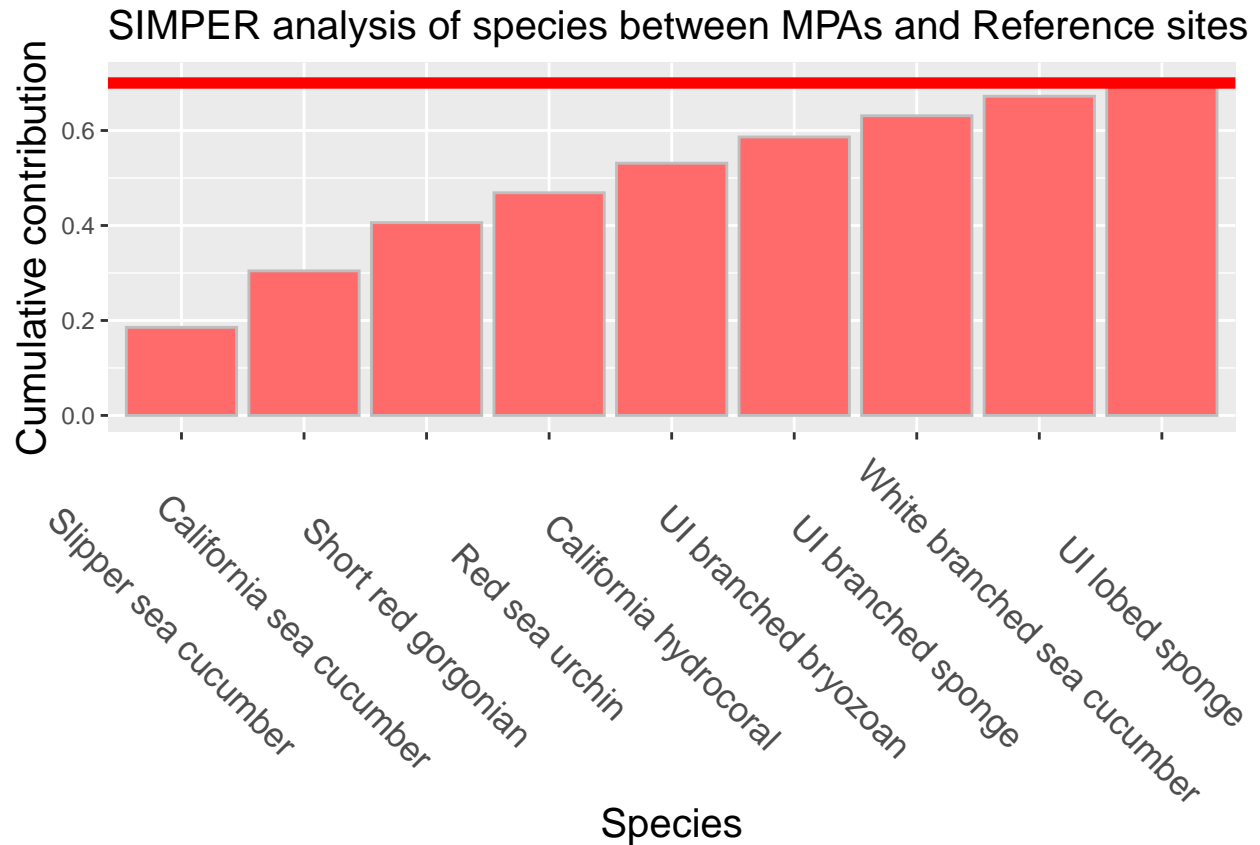 SIMPER analysis of species between MPAs and Reference sites
Cumulative contribution
0.6
0.4
0.2
0.0
Slipper sea cucumber
California sea cucumber
Short red gorgonian
Red sea urchin
California hydrocoral
UI branched bryozoan
UI branched sponge
White branched sea cucumber
UI lobed sponge
Species